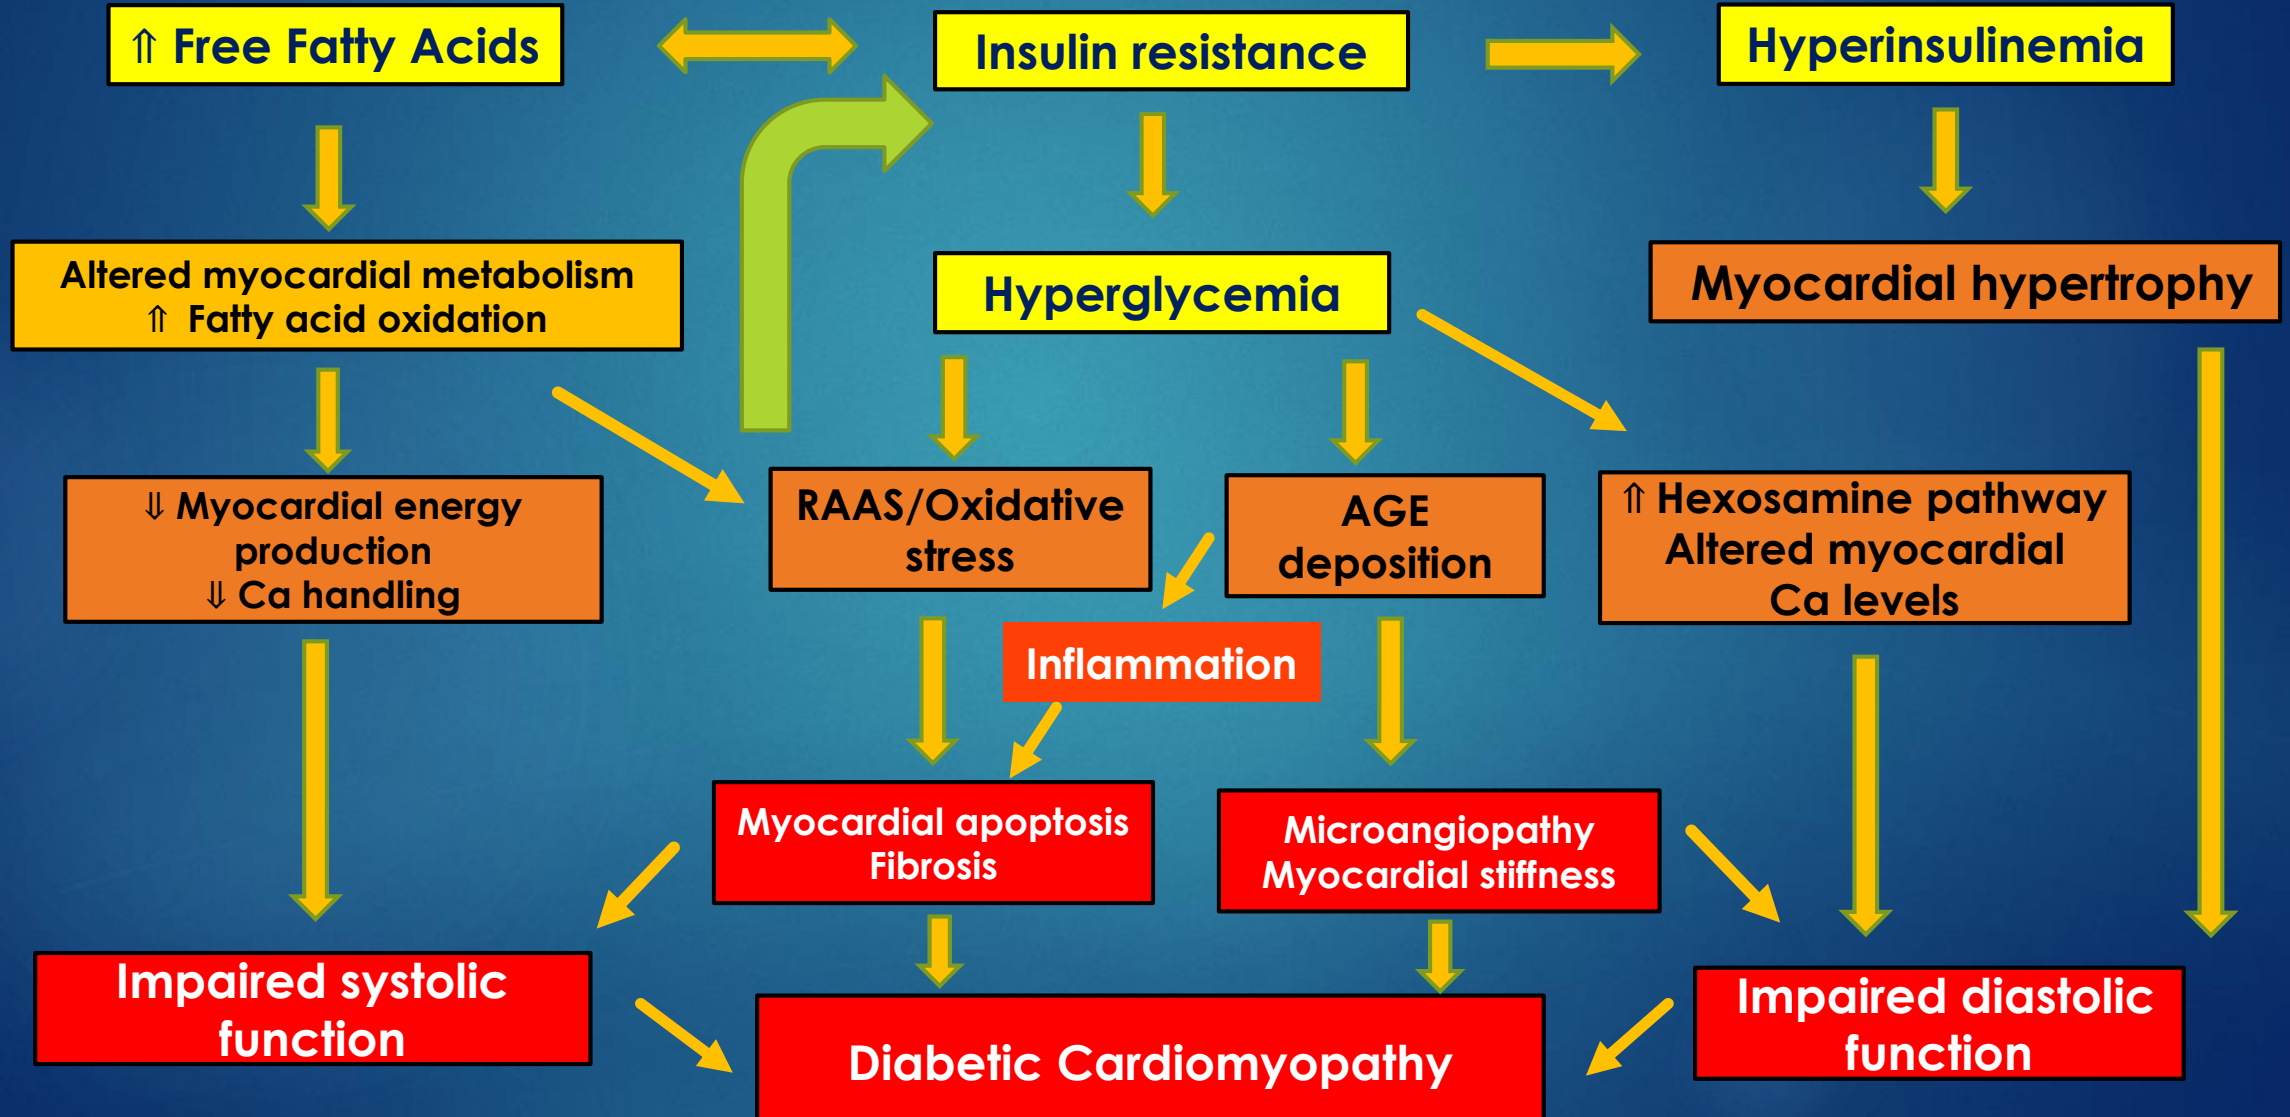 ⇑ Free Fatty Acids
Insulin resistance
Hyperinsulinemia
Altered myocardial metabolism
⇑ Fatty acid oxidation
Hyperglycemia
Myocardial hypertrophy
⇓ Myocardial energy
production
⇓ Ca handling
RAAS/Oxidative
stress
AGE
deposition
⇑ Hexosamine pathway
Altered myocardial
Ca levels
Inflammation
Myocardial apoptosis
Fibrosis
Microangiopathy
Myocardial stiffness
Impaired systolic
function
Diabetic Cardiomyopathy
Impaired diastolic
function